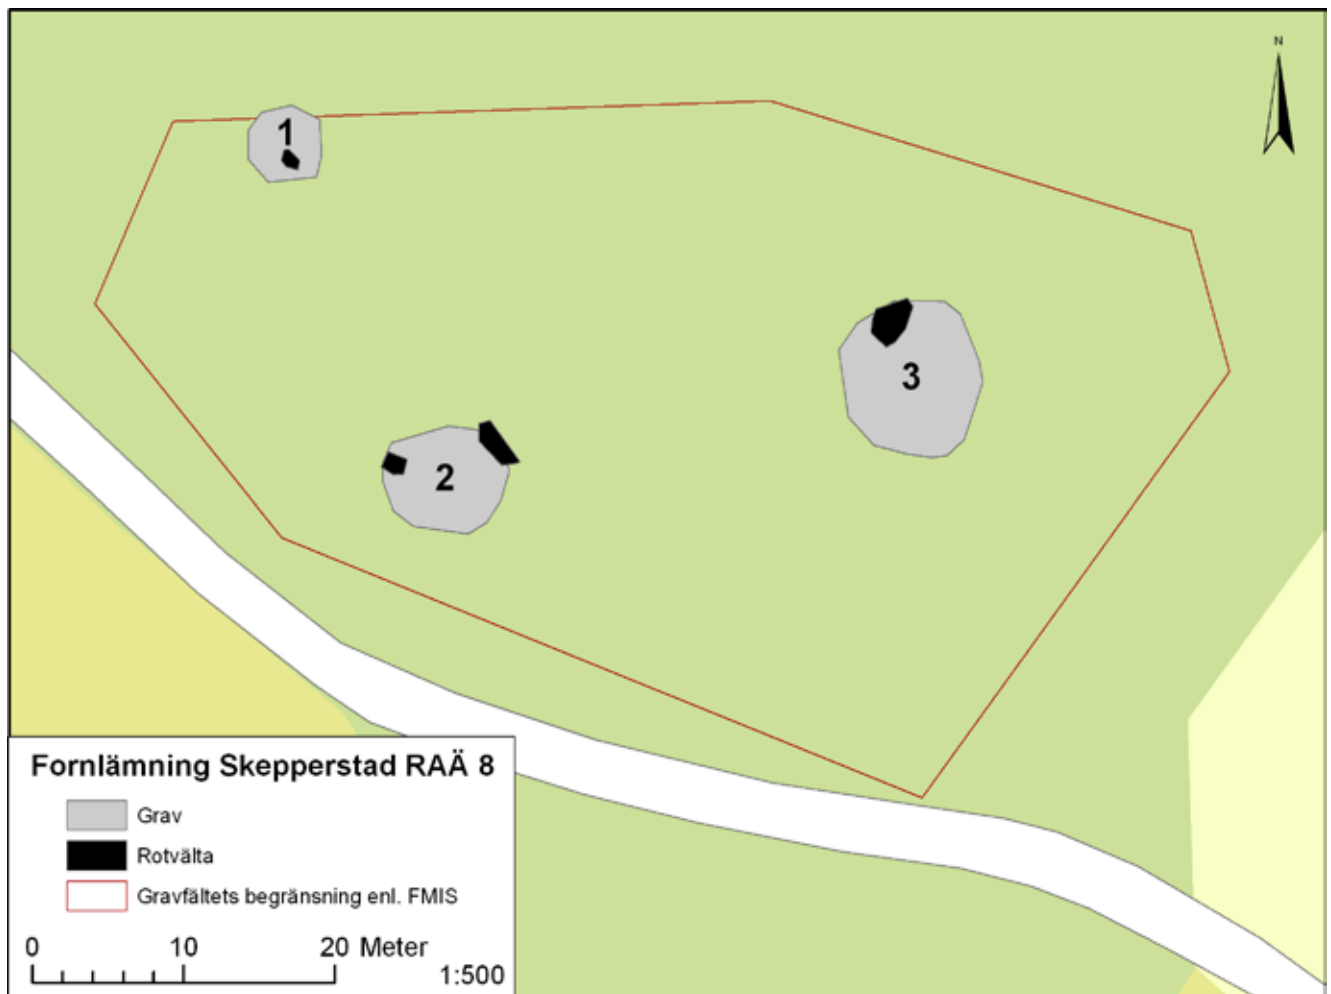 N
1
3
2
Fornlämning Skepperstad RAÄ 8
Grav
Rotvälta
Gravfältets begränsning enl. FMIS
0 10 20 Meter
1:500